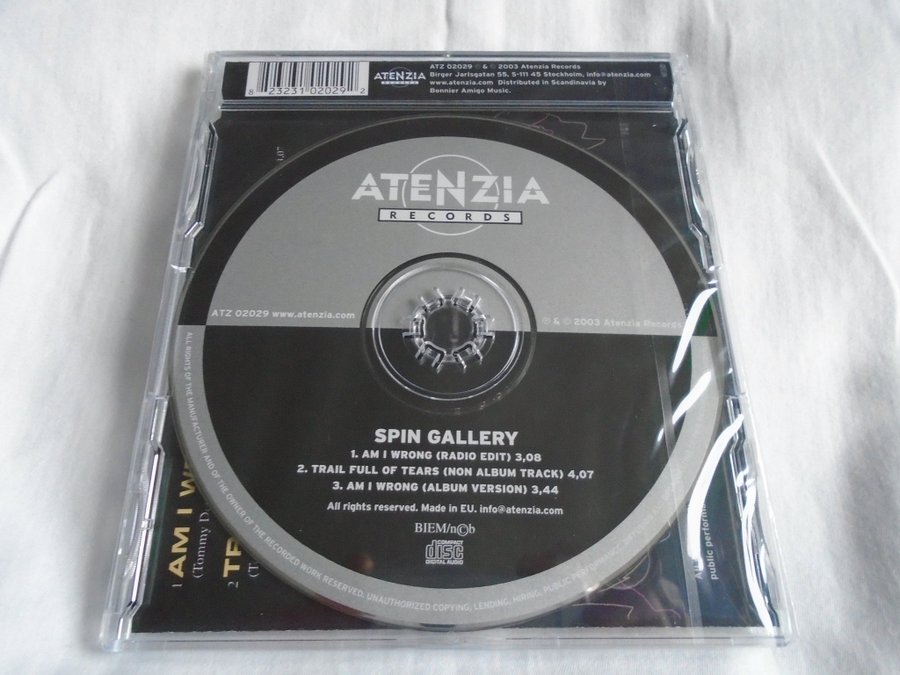 8 23231 02029 2
ATENZIA
RECORDS
ATZ 02029 ℗ & © 2003 Atenzia Records
Birger Jarlsgatan 55, S-111 45 Stockholm, info@atenzia.com
www.atenzia.com Distributed in Scandinavia by
Bonnier Amigo Music.
1,07
ATENZIA
RECORDS
ATZ 02029 www.atenzia.com
℗ & © 2003 Atenzia Records
SPIN GALLERY
1. AM I WRONG (RADIO EDIT) 3,08
2. TRAIL FULL OF TEARS (NON ALBUM TRACK) 4,07
3. AM I WRONG (ALBUM VERSION) 3,44
All rights reserved. Made in EU. info@atenzia.com
BIEM/n©b
COMPACT
disc
DIGITAL AUDIO
ALL RIGHTS OF THE MANUFACTURER AND OF THE OWNER OF THE RECORDED WORK RESERVED. UNAUTHORIZED COPYING, LENDING, HIRING, PUBLIC PERFORMANCE
1 AM I W
(Tommy D.
2 TR
(T
public perform